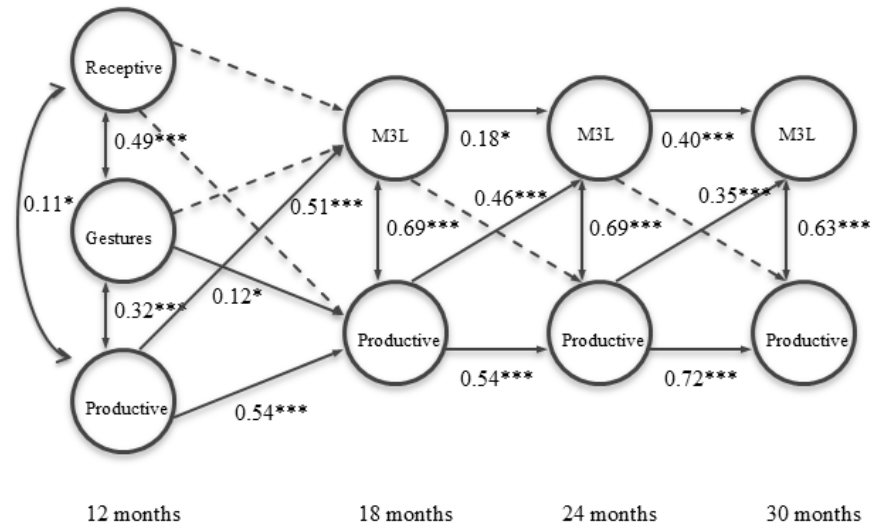 Receptive
M3L
M3L
M3L
0.49***
0.18*
0.40***
0.11*
0.51***
0.46***
0.35***
Gestures
0.69***
0.69***
0.63***
0.32***
0.12*
Productive
Productive
Productive
Productive
0.54***
0.72***
0.54***
12 months
18 months
24 months
30 months